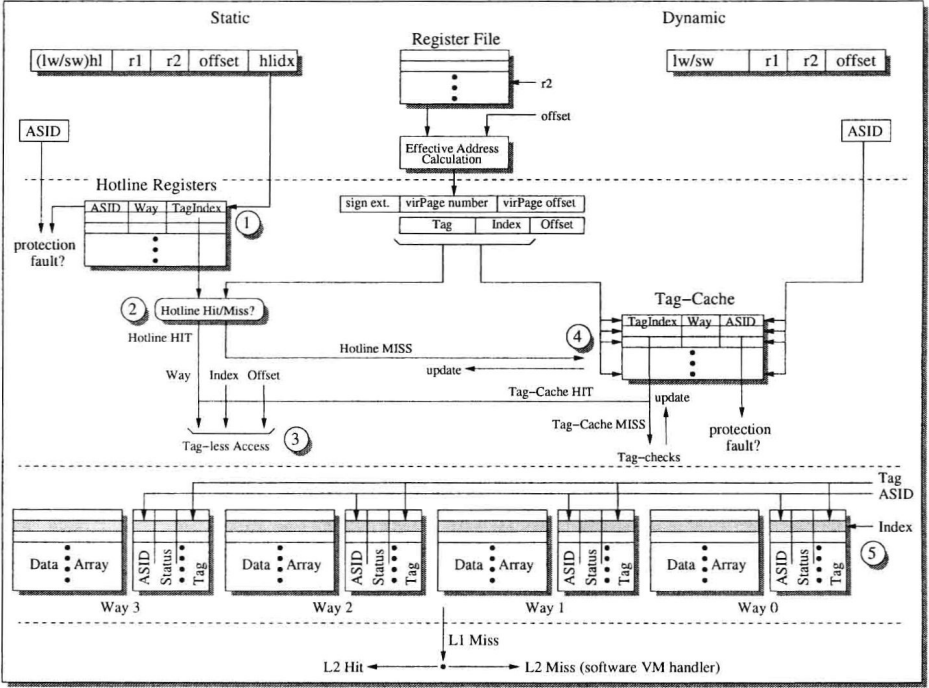 Static
Dynamic
(lw/sw)hl r1 r2 offset hlidx
Register File
lw/sw r1 r2 offset
r2
offset
ASID
Effective Address
Calculation
ASID
Hotline Registers
ASID Way TagIndex
1
sign ext. virPage number virPage offset
Tag Index Offset
protection
fault?
2
Hotline Hit/Miss?
Tag-Cache
TagIndex Way ASID
Hotline HIT
4
Hotline MISS
update
Way Index Offset
Tag-Cache HIT
update
Tag-Cache MISS
protection
fault?
Tag-less Access
3
Tag-checks
Tag
ASID
Index
5
Data Array
ASID
Status
Tag
Data Array
ASID
Status
Tag
Data Array
ASID
Status
Tag
Data Array
ASID
Status
Tag
Way 3
Way 2
Way 1
Way 0
L1 Miss
L2 Hit
L2 Miss (software VM handler)